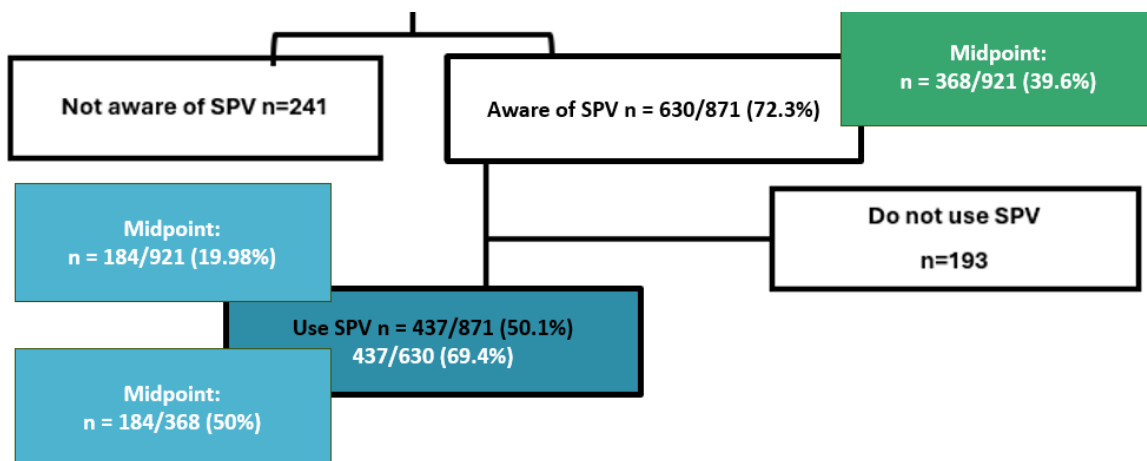 Midpoint:
n = 368/921 (39.6%)
Not aware of SPV n=241
Aware of SPV n = 630/871 (72.3%)
Midpoint:
n = 184/921 (19.98%)
Do not use SPV
n=193
Use SPV n = 437/871 (50.1%)
437/630 (69.4%)
Midpoint:
n = 184/368 (50%)